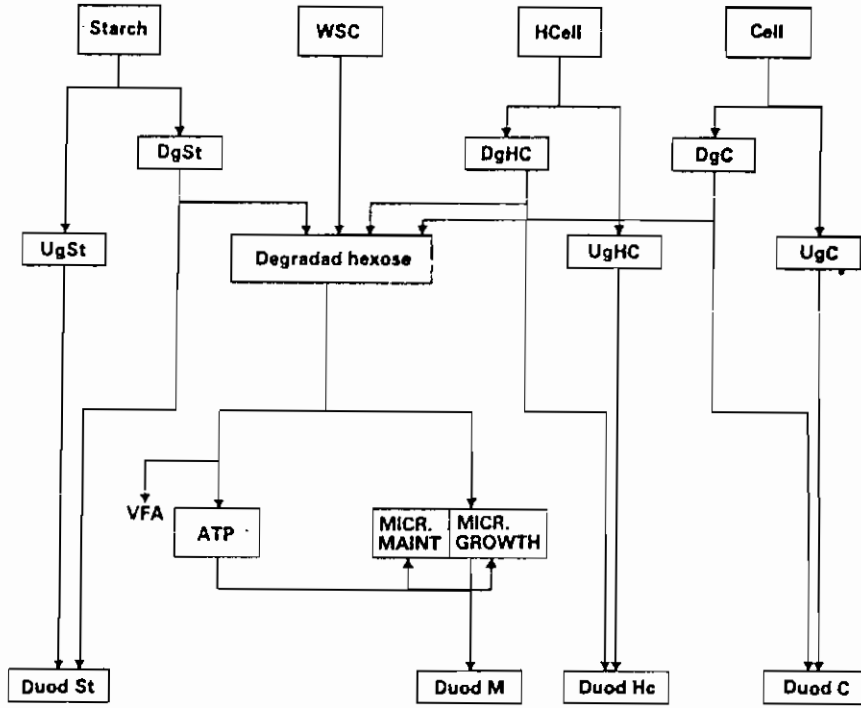 Starch
WSC
HCell
Cell
DgSt
DgHC
DgC
UgSt
Degradad hexose
UgHC
UgC
VFA
ATP
MICR.
MAINT
MICR.
GROWTH
Duod St
Duod M
Duod Hc
Duod C